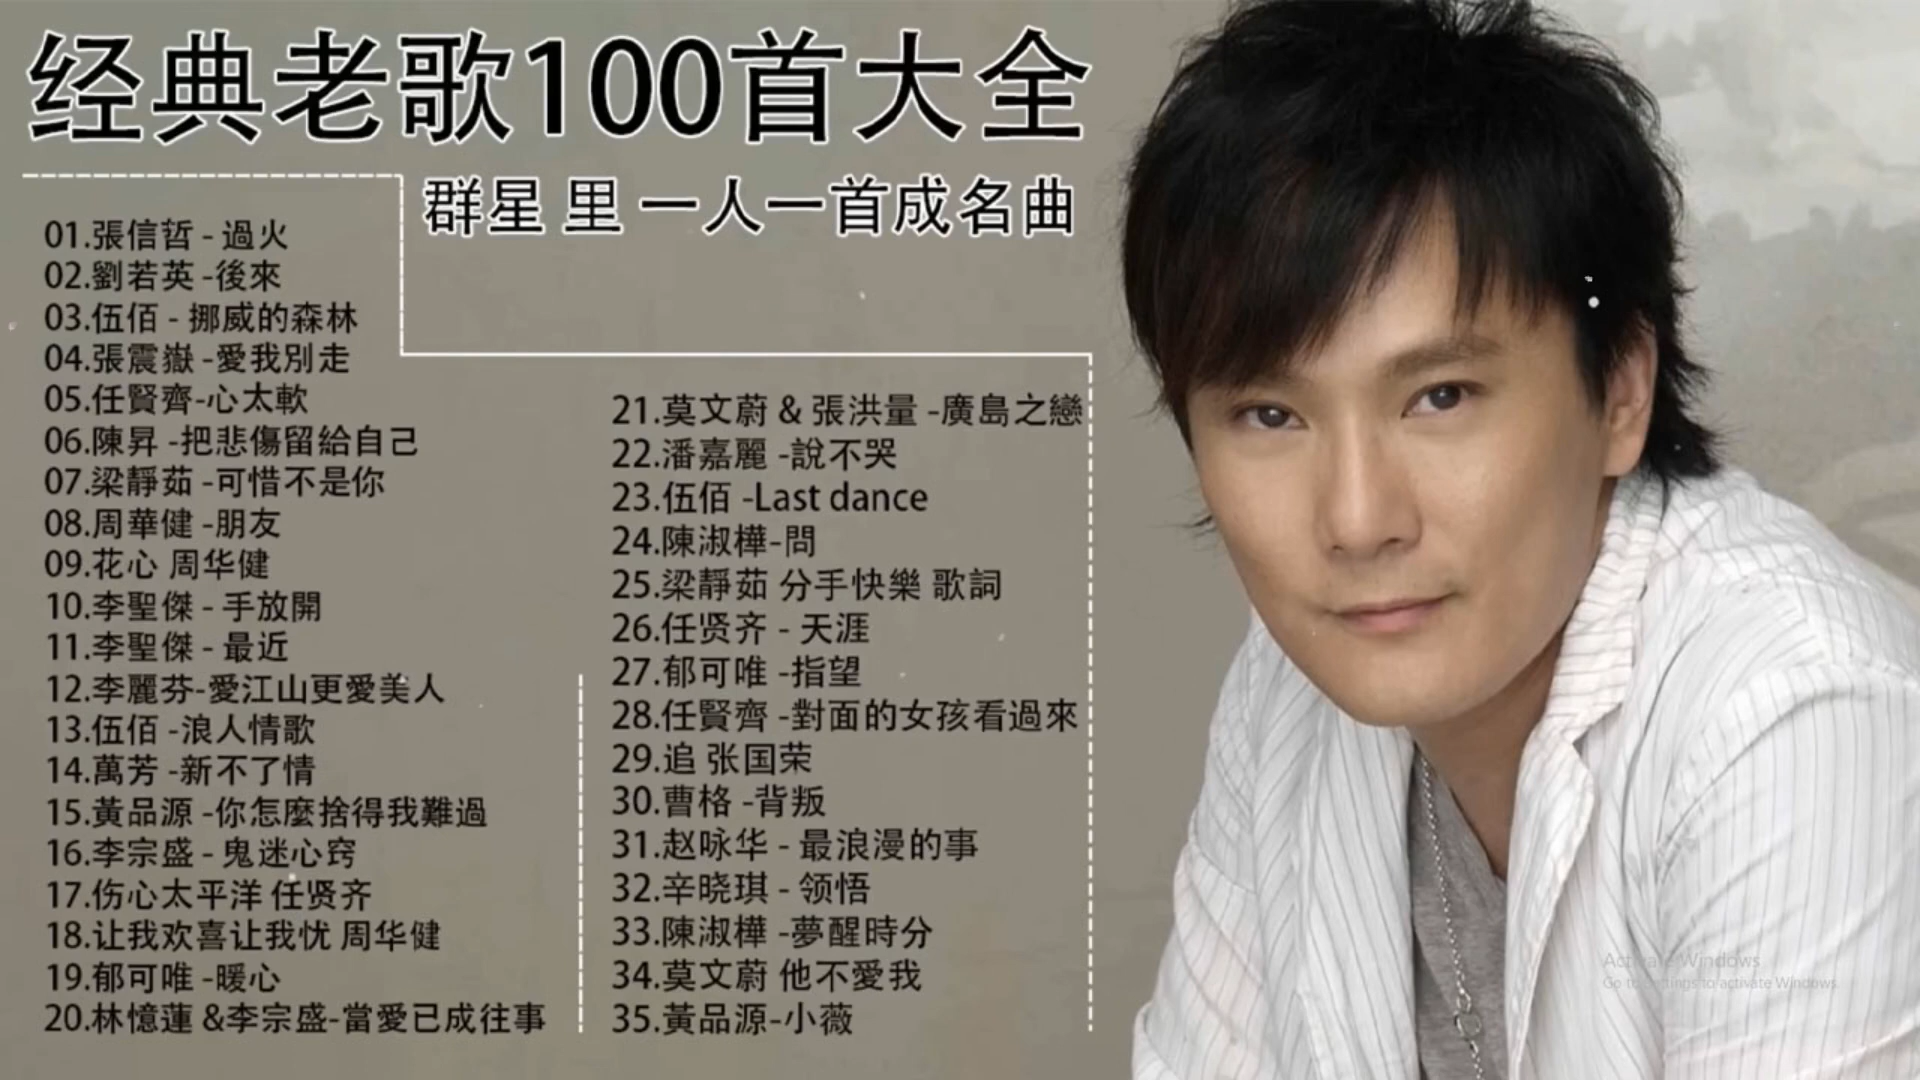 经典老歌100首大全
群星 里 一人一首成名曲
01.張信哲 - 過火
02.劉若英 -後來
03.伍佰 - 挪威的森林
04.張震嶽 -愛我別走
05.任賢齊-心太軟
06.陳昇 -把悲傷留給自己
07.梁靜茹 -可惜不是你
08.周華健 -朋友
09.花心 周华健
10.李聖傑 - 手放開
11.李聖傑 - 最近
12.李麗芬-愛江山更愛美人
13.伍佰 -浪人情歌
14.萬芳 -新不了情
15.黃品源 -你怎麼捨得我難過
16.李宗盛 - 鬼迷心窍
17.伤心太平洋 任贤齐
18.让我欢喜让我忧 周华健
19.郁可唯 -暖心
20.林憶蓮 &李宗盛-當愛已成往事
21.莫文蔚 & 張洪量 -廣島之戀
22.潘嘉麗 -說不哭
23.伍佰 -Last dance
24.陳淑樺-問
25.梁靜茹 分手快樂 歌詞
26.任贤齐 - 天涯
27.郁可唯 -指望
28.任賢齊 -對面的女孩看過來
29.追 张国荣
30.曹格 -背叛
31.赵咏华 - 最浪漫的事
32.辛晓琪 - 领悟
33.陳淑樺 -夢醒時分
34.莫文蔚 他不愛我
35.黃品源-小薇
Activate Windows
Go to Settings to activate Windows.